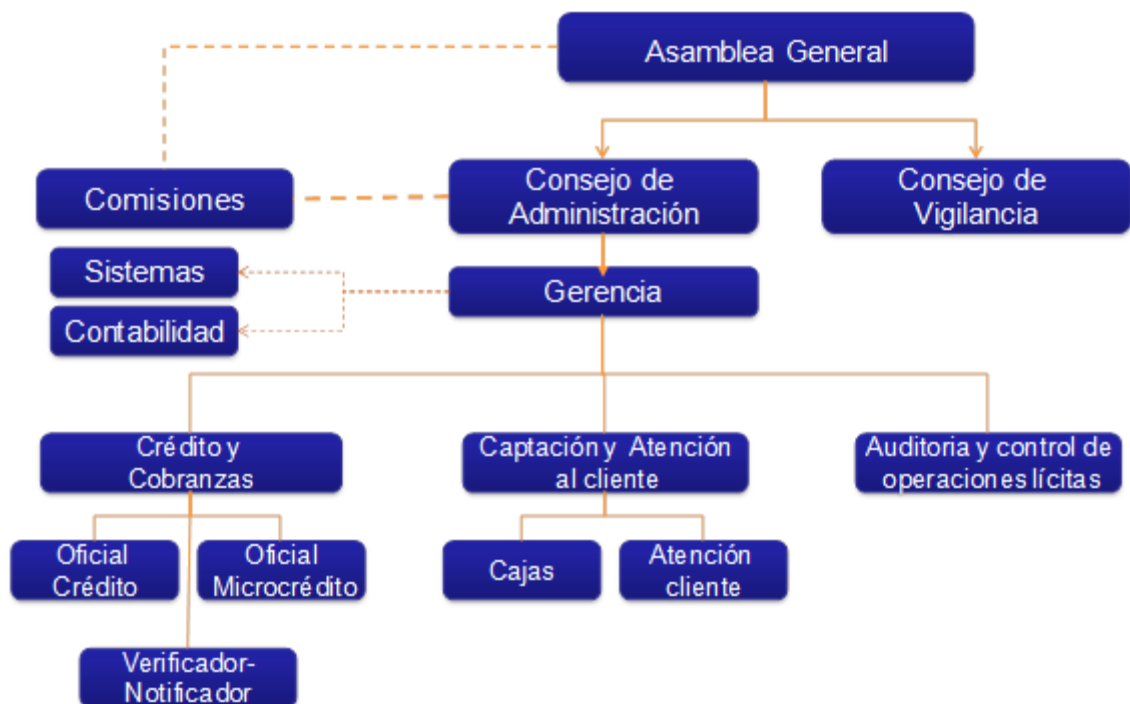 Asamblea General
Comisiones
Consejo de
Administración
Consejo de
Vigilancia
Sistemas
Contabilidad
Gerencia
Crédito y
Cobranzas
Captación y Atención
al cliente
Auditoria y control de
operaciones lícitas
Oficial
Crédito
Oficial
Microcrédito
Cajas
Atención
cliente
Verificador-
Notificador